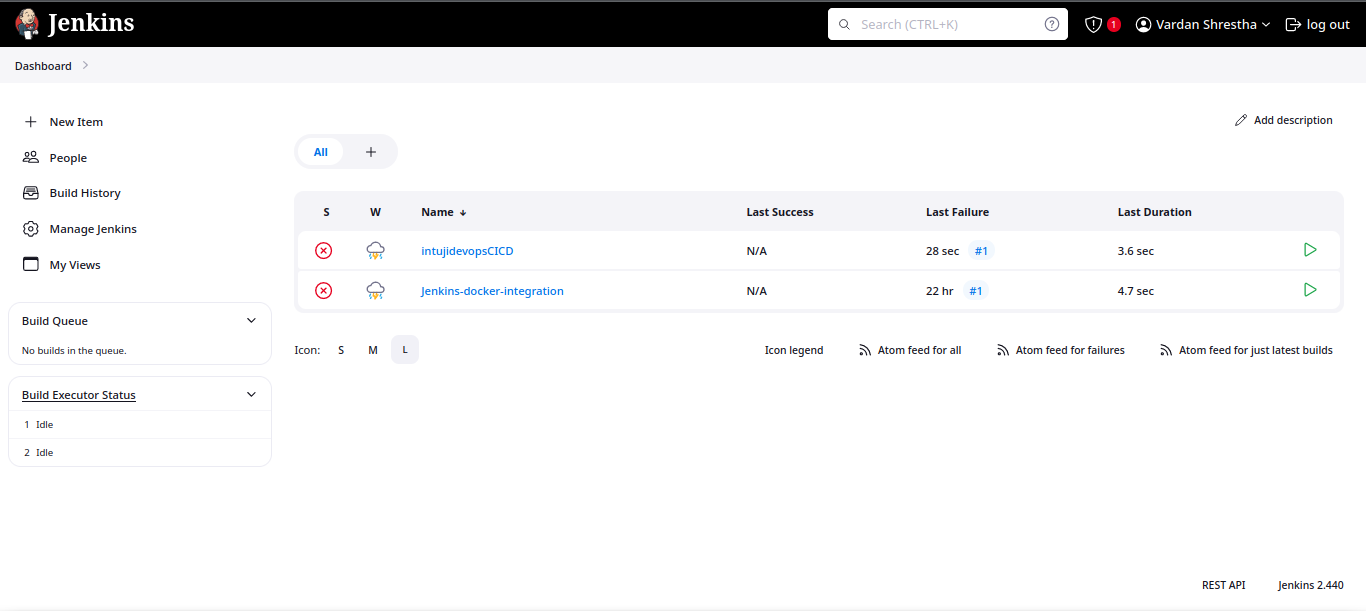 Jenkins
Search (CTRL+K)
1
Vardan Shrestha
log out
Dashboard
New Item
People
Build History
Manage Jenkins
My Views
Build Queue
No builds in the queue.
Build Executor Status
1 Idle
2 Idle
Add description
All +
S W Name ↓ Last Success Last Failure Last Duration
intujidevopsCICD N/A 28 sec #1 3.6 sec
Jenkins-docker-integration N/A 22 hr #1 4.7 sec
Icon: S M L
Icon legend
Atom feed for all
Atom feed for failures
Atom feed for just latest builds
REST API
Jenkins 2.440